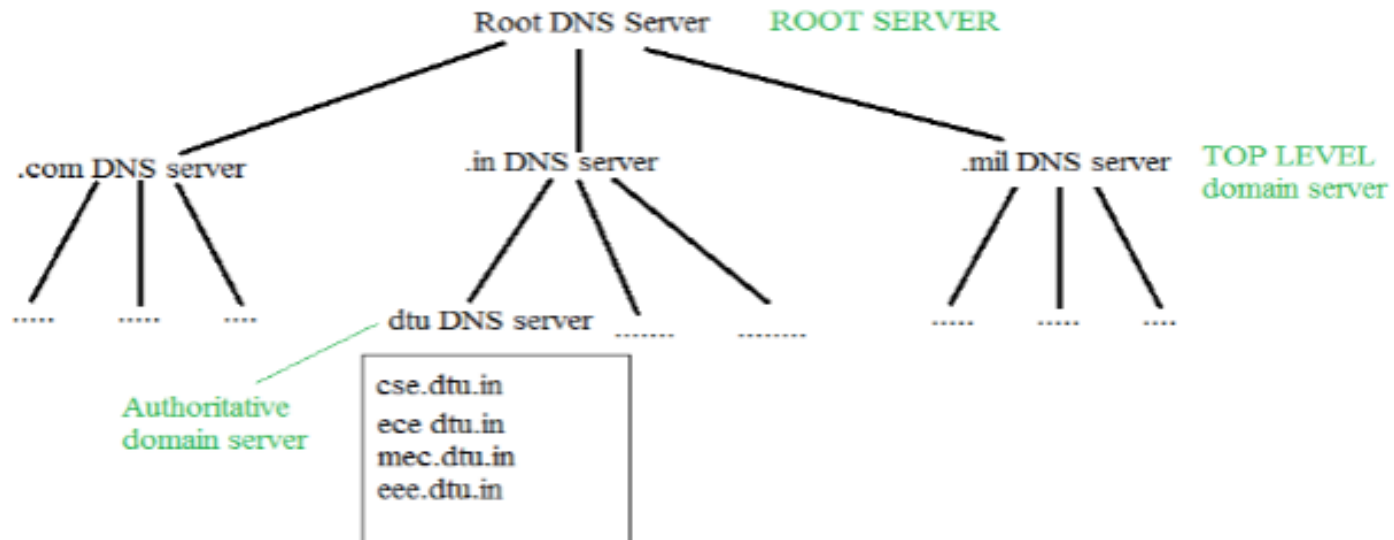 Root DNS Server ROOT SERVER
.com DNS server .in DNS server .mil DNS server TOP LEVEL
domain server
..... ..... .... dtu DNS server ....... ........ ..... ..... ....
Authoritative
domain server
cse.dtu.in
ece dtu.in
mec.dtu.in
eee.dtu.in